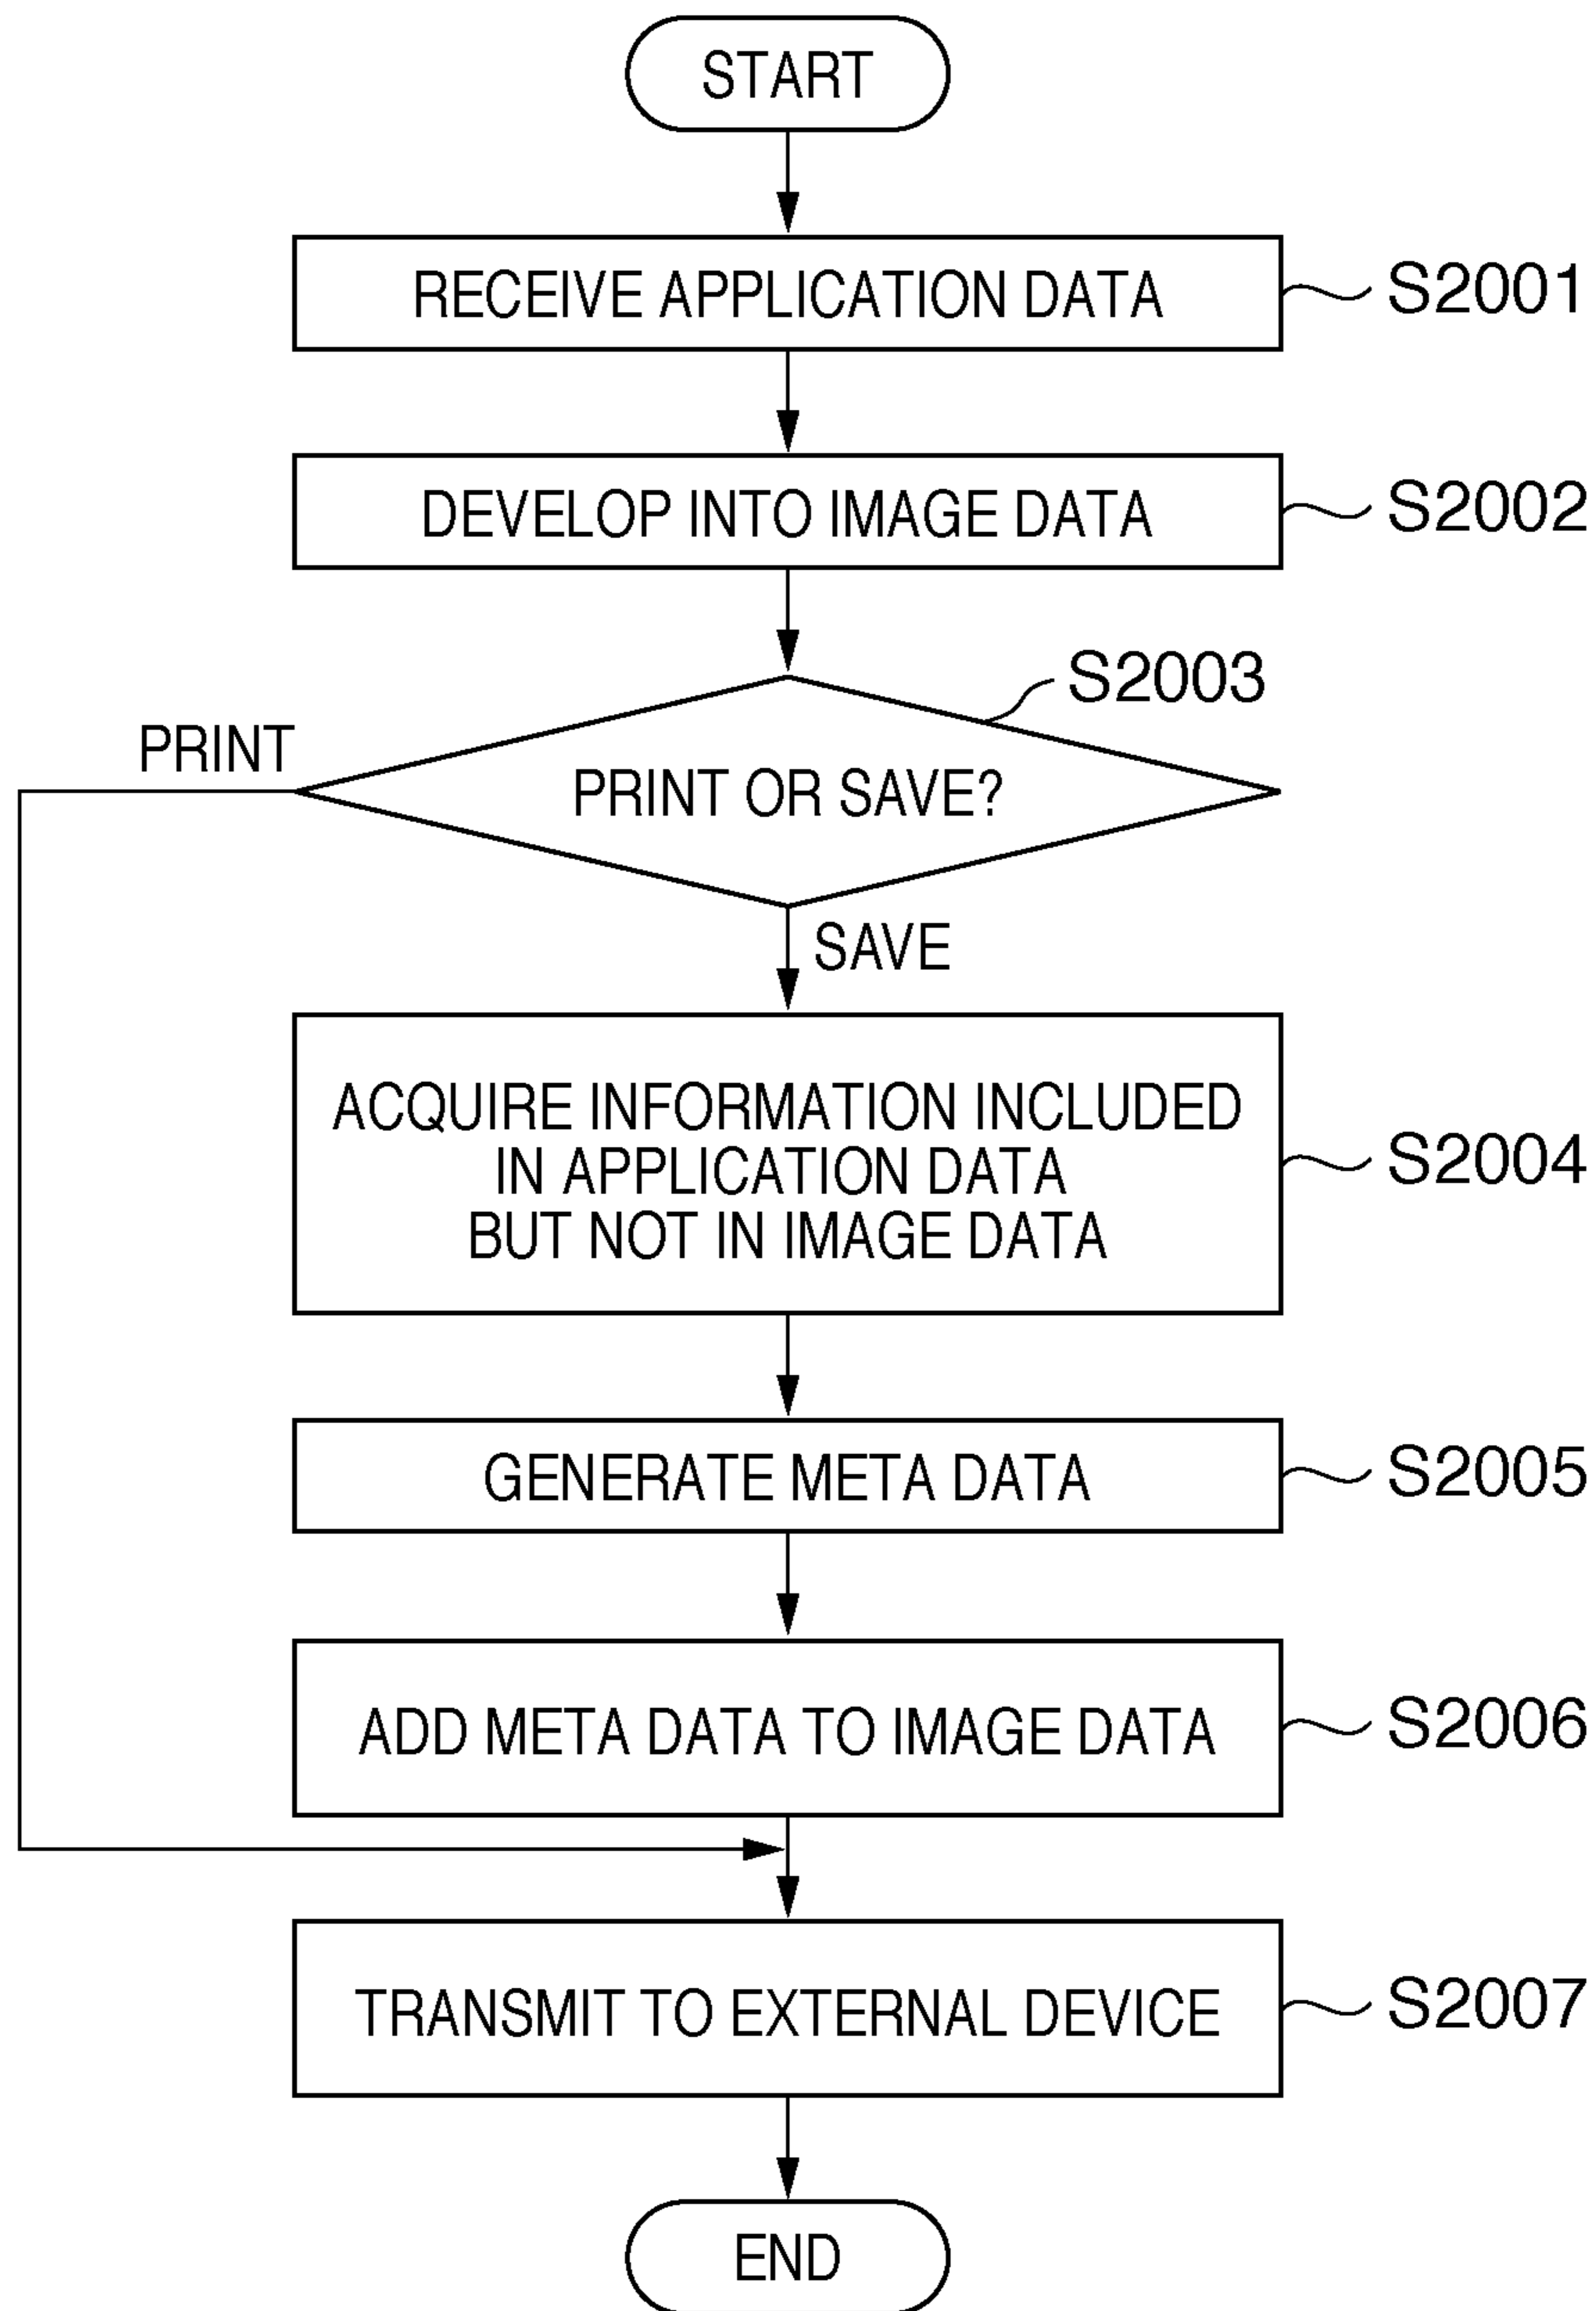 START
RECEIVE APPLICATION DATA
S2001
DEVELOP INTO IMAGE DATA
S2002
S2003
PRINT
PRINT OR SAVE?
SAVE
ACQUIRE INFORMATION INCLUDED
IN APPLICATION DATA
BUT NOT IN IMAGE DATA
S2004
GENERATE META DATA
S2005
ADD META DATA TO IMAGE DATA
S2006
TRANSMIT TO EXTERNAL DEVICE
S2007
END